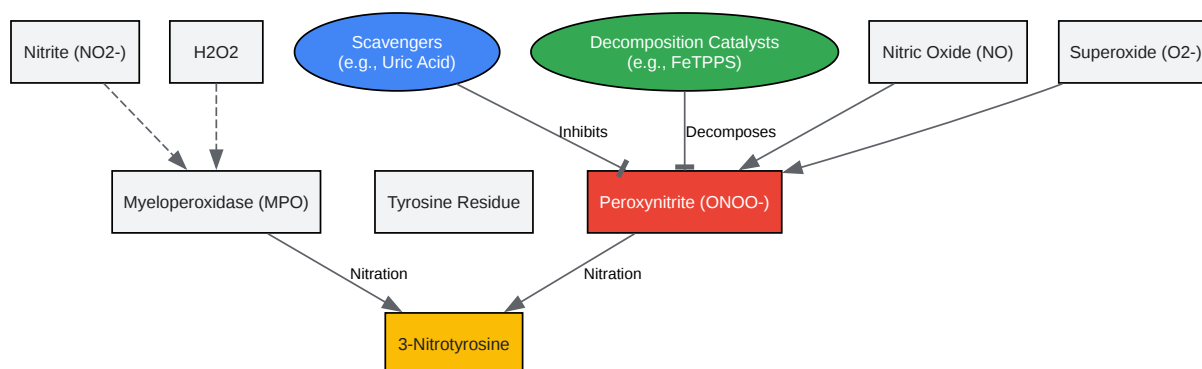 Nitrite (NO2-)
H2O2
Scavengers
(e.g., Uric Acid)
Decomposition Catalysts
(e.g., FeTPPS)
Nitric Oxide (NO)
Superoxide (O2-)
Inhibits
Decomposes
Myeloperoxidase (MPO)
Tyrosine Residue
Peroxynitrite (ONOO-)
Nitration
Nitration
3-Nitrotyrosine